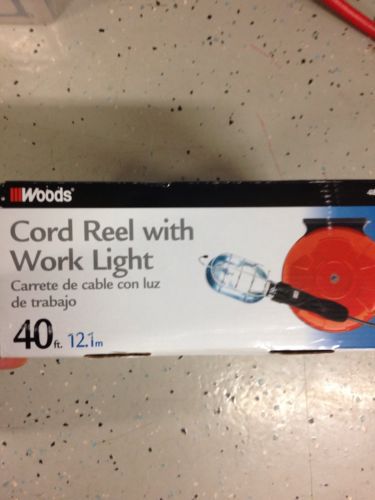 Woods®
Cord Reel with
Work Light
Carrete de cable con luz
de trabajo
40ft. 12.1m